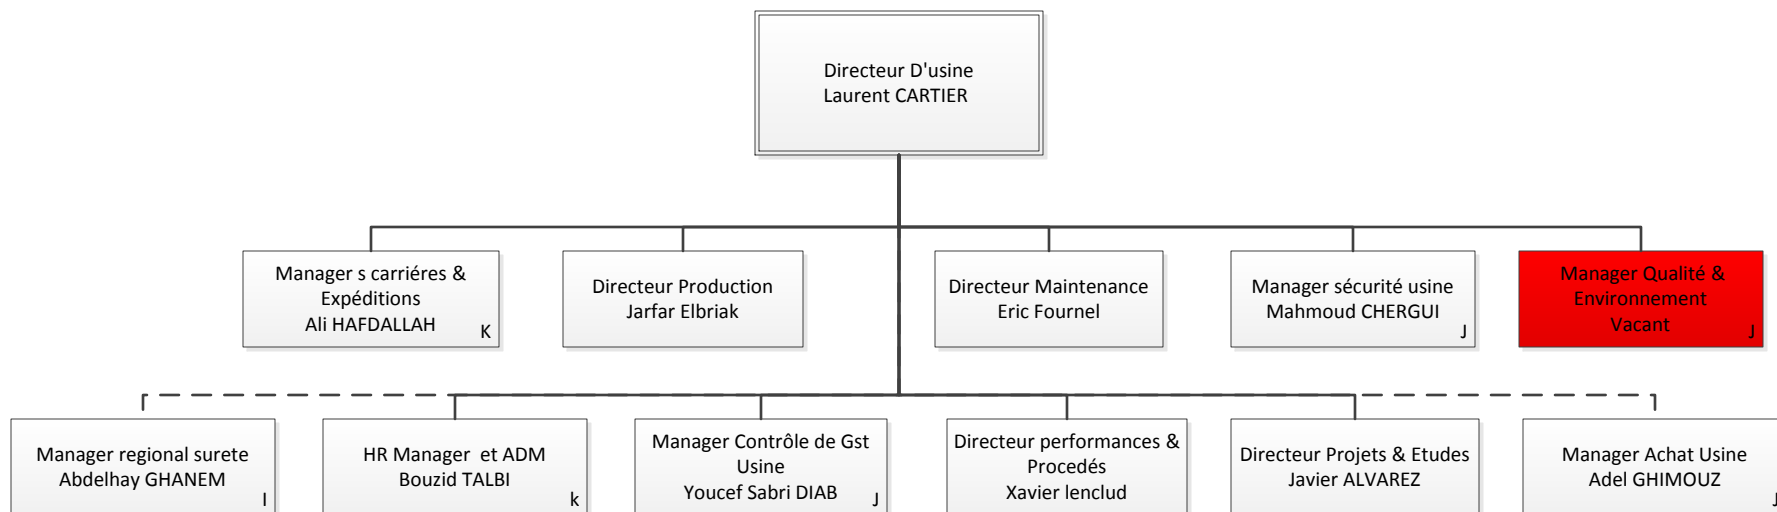 Directeur D'usine
Laurent CARTIER
Manager s carriéres &
Expéditions
Ali HAFDALLAH
K
Directeur Production
Jarfar Elbriak
Directeur Maintenance
Eric Fournel
Manager sécurité usine
Mahmoud CHERGUI
J
Manager Qualité &
Environnement
Vacant
J
Manager regional surete
Abdelhay GHANEM
I
HR Manager et ADM
Bouzid TALBI
k
Manager Contrôle de Gst
Usine
Youcef Sabri DIAB
J
Directeur performances &
Procedés
Xavier lenclud
Directeur Projets & Etudes
Javier ALVAREZ
Manager Achat Usine
Adel GHIMOUZ
J